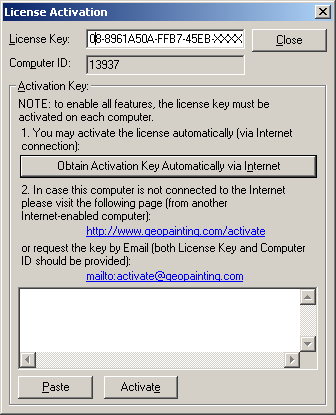 License Activation
License Key: 08-8961A50A-FFB7-45EB-XXXX
Close
Computer ID: 13937
Activation Key:
NOTE: to enable all features, the license key must be
activated on each computer.
1. You may activate the license automatically (via Internet
connection):
Obtain Activation Key Automatically via Internet
2. In case this computer is not connected to the Internet
please visit the following page (from another
Internet-enabled computer):
http://www.geopainting.com/activate
or request the key by Email (both License Key and Computer
ID should be provided):
mailto:activate@geopainting.com
Paste
Activate